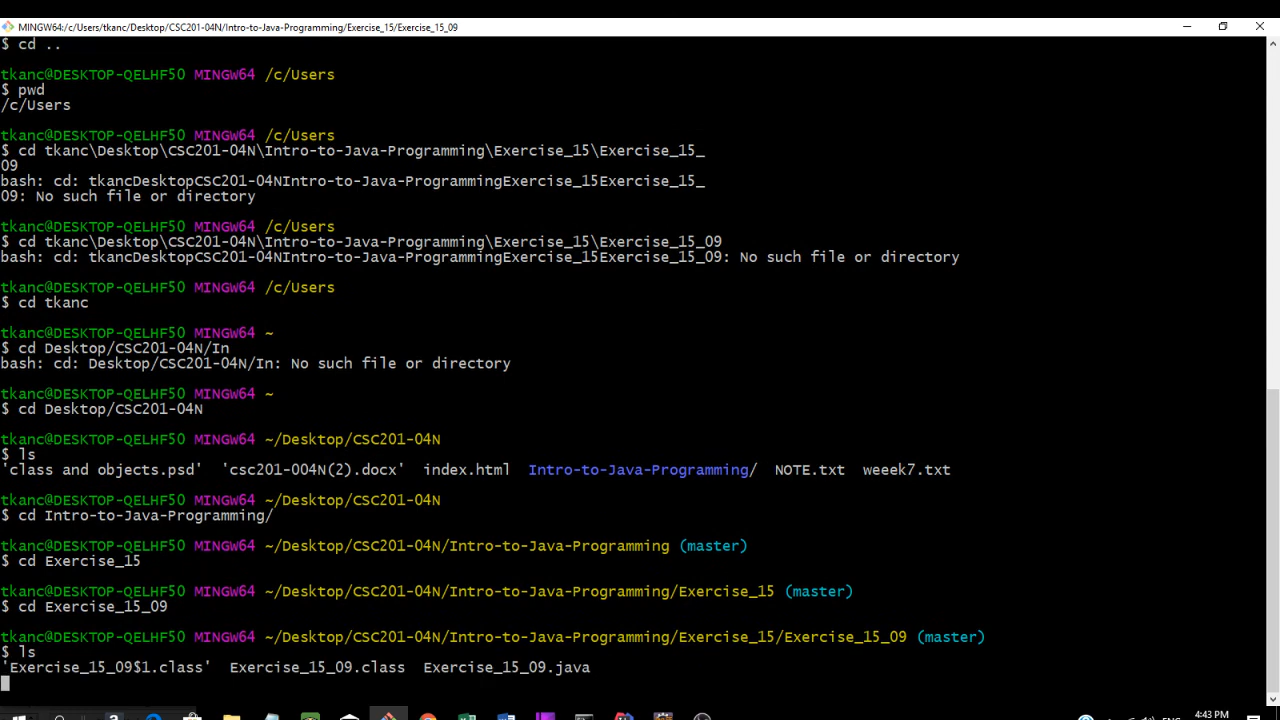 MINGW64:/c/Users/tkanc/Desktop/CSC201-04N/Intro-to-Java-Programming/Exercise_15/Exercise_15_09
$ cd ..
tkanc@DESKTOP-QELHF50 MINGW64 /c/Users
$ pwd
/c/Users
tkanc@DESKTOP-QELHF50 MINGW64 /c/Users
$ cd tkanc\Desktop\CSC201-04N\Intro-to-Java-Programming\Exercise_15\Exercise_15_
09
bash: cd: tkancDesktopCSC201-04NIntro-to-Java-ProgrammingExercise_15Exercise_15_
09: No such file or directory
tkanc@DESKTOP-QELHF50 MINGW64 /c/Users
$ cd tkanc\Desktop\CSC201-04N\Intro-to-Java-Programming\Exercise_15\Exercise_15_09
bash: cd: tkancDesktopCSC201-04NIntro-to-Java-ProgrammingExercise_15Exercise_15_09: No such file or directory
tkanc@DESKTOP-QELHF50 MINGW64 /c/Users
$ cd tkanc
tkanc@DESKTOP-QELHF50 MINGW64 ~
$ cd Desktop/CSC201-04N/In
bash: cd: Desktop/CSC201-04N/In: No such file or directory
tkanc@DESKTOP-QELHF50 MINGW64 ~
$ cd Desktop/CSC201-04N
tkanc@DESKTOP-QELHF50 MINGW64 ~/Desktop/CSC201-04N
$ ls
'class and objects.psd' 'csc201-004N(2).docx' index.html Intro-to-Java-Programming/ NOTE.txt weeek7.txt
tkanc@DESKTOP-QELHF50 MINGW64 ~/Desktop/CSC201-04N
$ cd Intro-to-Java-Programming/
tkanc@DESKTOP-QELHF50 MINGW64 ~/Desktop/CSC201-04N/Intro-to-Java-Programming (master)
$ cd Exercise_15
tkanc@DESKTOP-QELHF50 MINGW64 ~/Desktop/CSC201-04N/Intro-to-Java-Programming/Exercise_15 (master)
$ cd Exercise_15_09
tkanc@DESKTOP-QELHF50 MINGW64 ~/Desktop/CSC201-04N/Intro-to-Java-Programming/Exercise_15/Exercise_15_09 (master)
$ ls
'Exercise_15_09$1.class' Exercise_15_09.class Exercise_15_09.java
4:43 PM